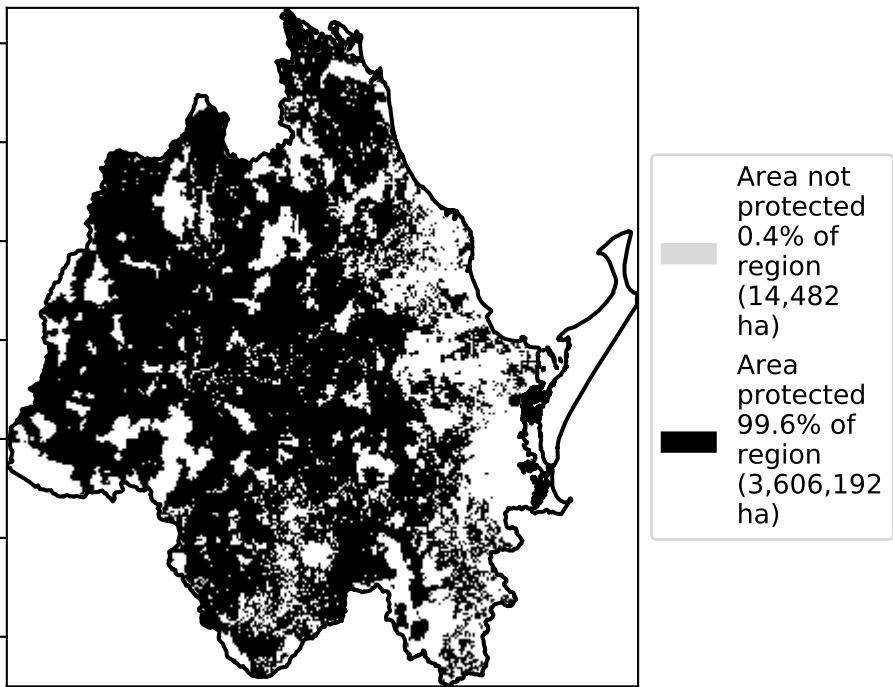 Area not
protected
0.4% of
region
(14,482
ha)
Area
protected
99.6% of
region
(3,606,192
ha)